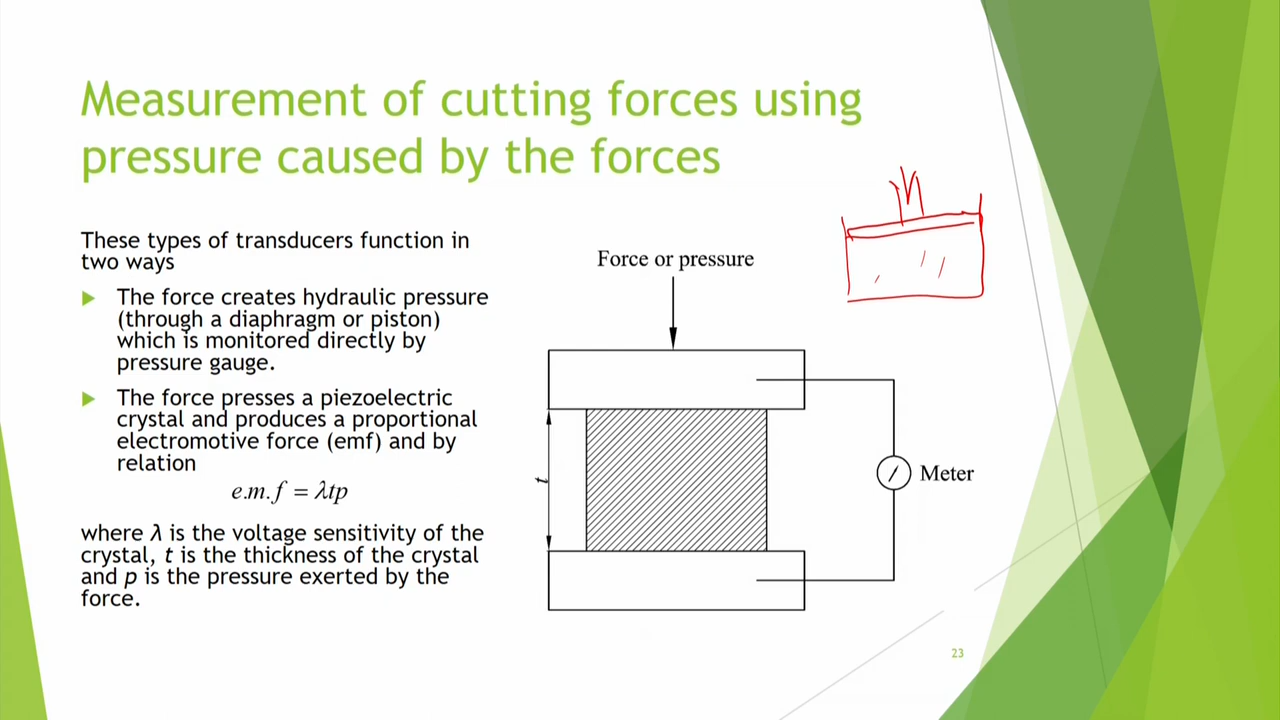 Measurement of cutting forces using
pressure caused by the forces
These types of transducers function in
two ways
The force creates hydraulic pressure
(through a diaphragm or piston)
which is monitored directly by
pressure gauge.
The force presses a piezoelectric
crystal and produces a proportional
electromotive force (emf) and by
relation
e.m.f = λtp
where λ is the voltage sensitivity of the
crystal, t is the thickness of the crystal
and p is the pressure exerted by the
force.
Force or pressure
t
Meter
23